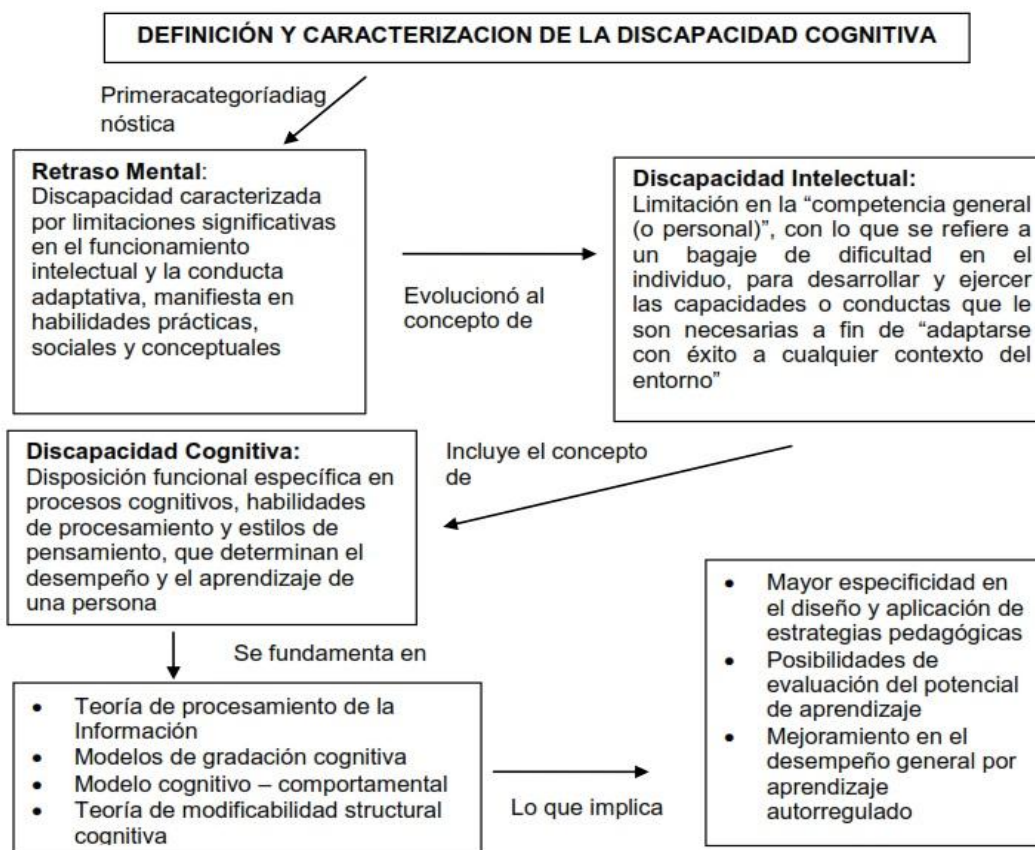 DEFINICIÓN Y CARACTERIZACION DE LA DISCAPACIDAD COGNITIVA
Primeracategoríadiag
nóstica
Retraso Mental:
Discapacidad caracterizada
por limitaciones significativas
en el funcionamiento
intelectual y la conducta
adaptativa, manifiesta en
habilidades prácticas,
sociales y conceptuales
Evolucionó al
concepto de
Discapacidad Intelectual:
Limitación en la “competencia general
(o personal)”, con lo que se refiere a
un bagaje de dificultad en el
individuo, para desarrollar y ejercer
las capacidades o conductas que le
son necesarias a fin de “adaptarse
con éxito a cualquier contexto del
entorno”
Incluye el concepto
de
Discapacidad Cognitiva:
Disposición funcional específica en
procesos cognitivos, habilidades
de procesamiento y estilos de
pensamiento, que determinan el
desempeño y el aprendizaje de
una persona
Se fundamenta en
• Teoría de procesamiento de la
Información
• Modelos de gradación cognitiva
• Modelo cognitivo – comportamental
• Teoría de modificabilidad structural
cognitiva
Lo que implica
• Mayor especificidad en
el diseño y aplicación de
estrategias pedagógicas
• Posibilidades de
evaluación del potencial
de aprendizaje
• Mejoramiento en el
desempeño general por
aprendizaje
autorregulado